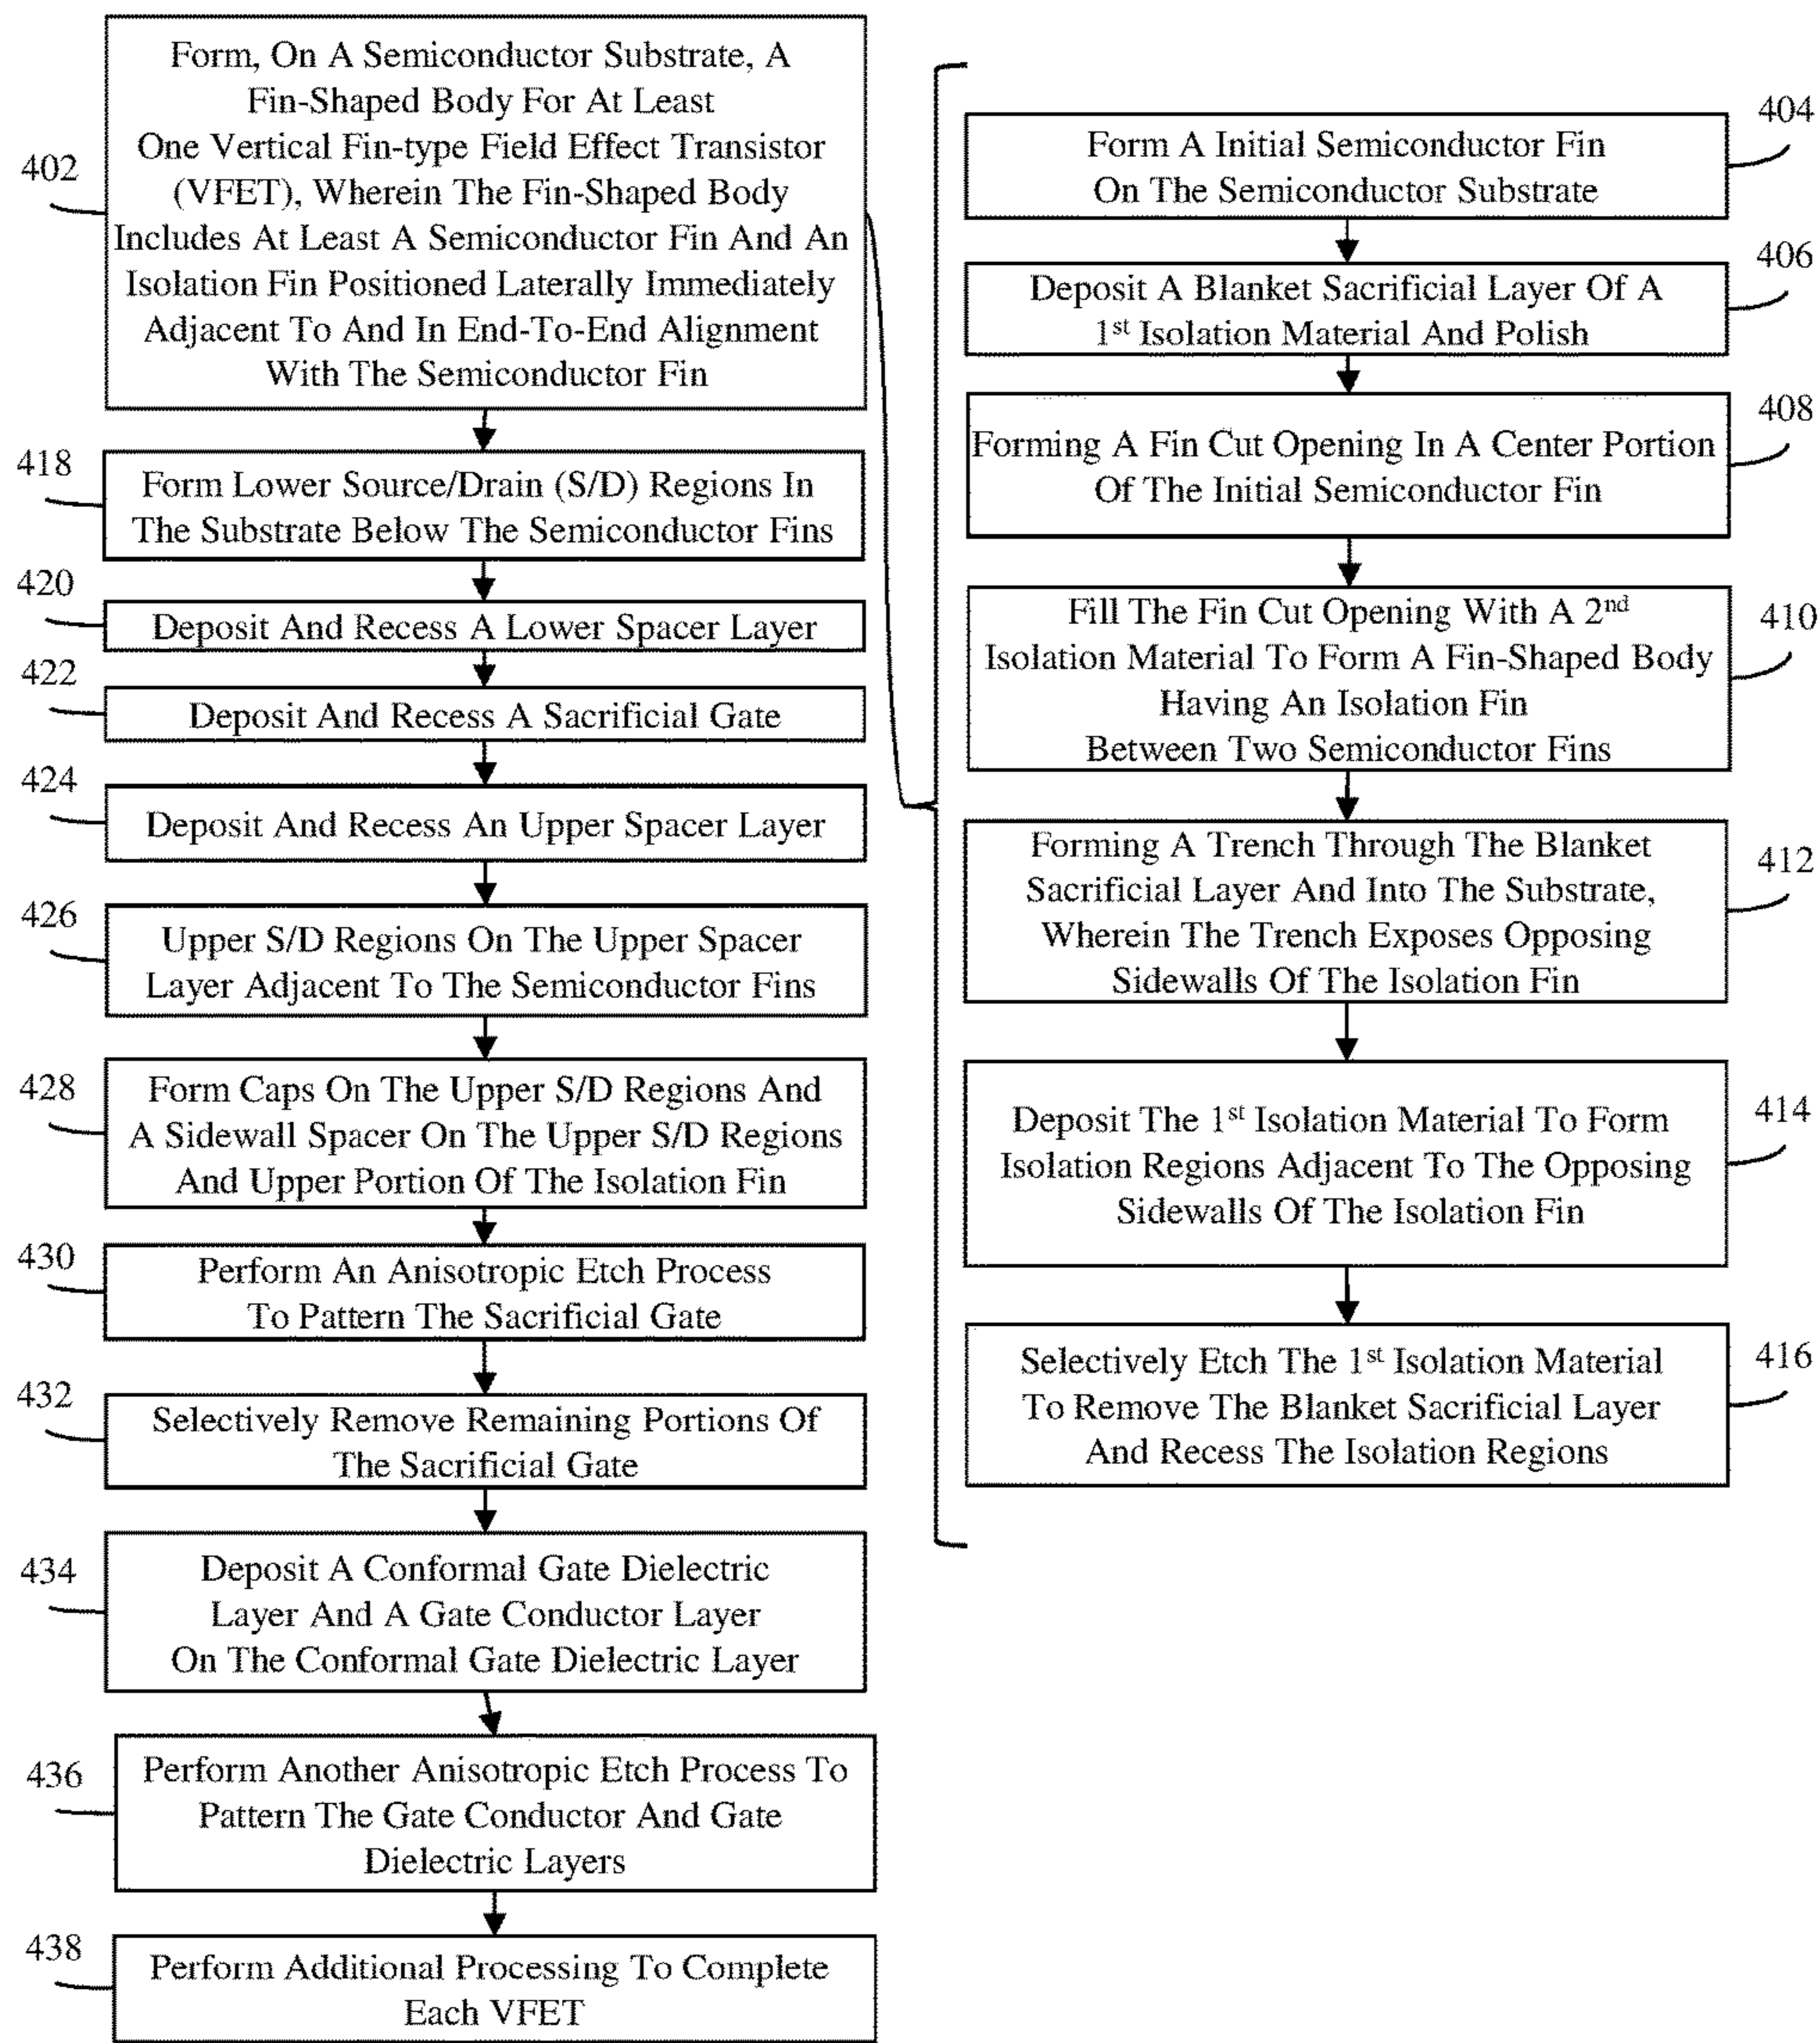 402
Form, On A Semiconductor Substrate, A
Fin-Shaped Body For At Least
One Vertical Fin-type Field Effect Transistor
(VFET), Wherein The Fin-Shaped Body
Includes At Least A Semiconductor Fin And An
Isolation Fin Positioned Laterally Immediately
Adjacent To And In End-To-End Alignment
With The Semiconductor Fin
418
Form Lower Source/Drain (S/D) Regions In
The Substrate Below The Semiconductor Fins
420
Deposit And Recess A Lower Spacer Layer
422
Deposit And Recess A Sacrificial Gate
424
Deposit And Recess An Upper Spacer Layer
426
Upper S/D Regions On The Upper Spacer
Layer Adjacent To The Semiconductor Fins
428
Form Caps On The Upper S/D Regions And
A Sidewall Spacer On The Upper S/D Regions
And Upper Portion Of The Isolation Fin
430
Perform An Anisotropic Etch Process
To Pattern The Sacrificial Gate
432
Selectively Remove Remaining Portions Of
The Sacrificial Gate
434
Deposit A Conformal Gate Dielectric
Layer And A Gate Conductor Layer
On The Conformal Gate Dielectric Layer
436
Perform Another Anisotropic Etch Process To
Pattern The Gate Conductor And Gate
Dielectric Layers
438
Perform Additional Processing To Complete
Each VFET
404
Form A Initial Semiconductor Fin
On The Semiconductor Substrate
406
Deposit A Blanket Sacrificial Layer Of A
1st Isolation Material And Polish
408
Forming A Fin Cut Opening In A Center Portion
Of The Initial Semiconductor Fin
410
Fill The Fin Cut Opening With A 2nd
Isolation Material To Form A Fin-Shaped Body
Having An Isolation Fin
Between Two Semiconductor Fins
412
Forming A Trench Through The Blanket
Sacrificial Layer And Into The Substrate,
Wherein The Trench Exposes Opposing
Sidewalls Of The Isolation Fin
414
Deposit The 1st Isolation Material To Form
Isolation Regions Adjacent To The Opposing
Sidewalls Of The Isolation Fin
416
Selectively Etch The 1st Isolation Material
To Remove The Blanket Sacrificial Layer
And Recess The Isolation Regions